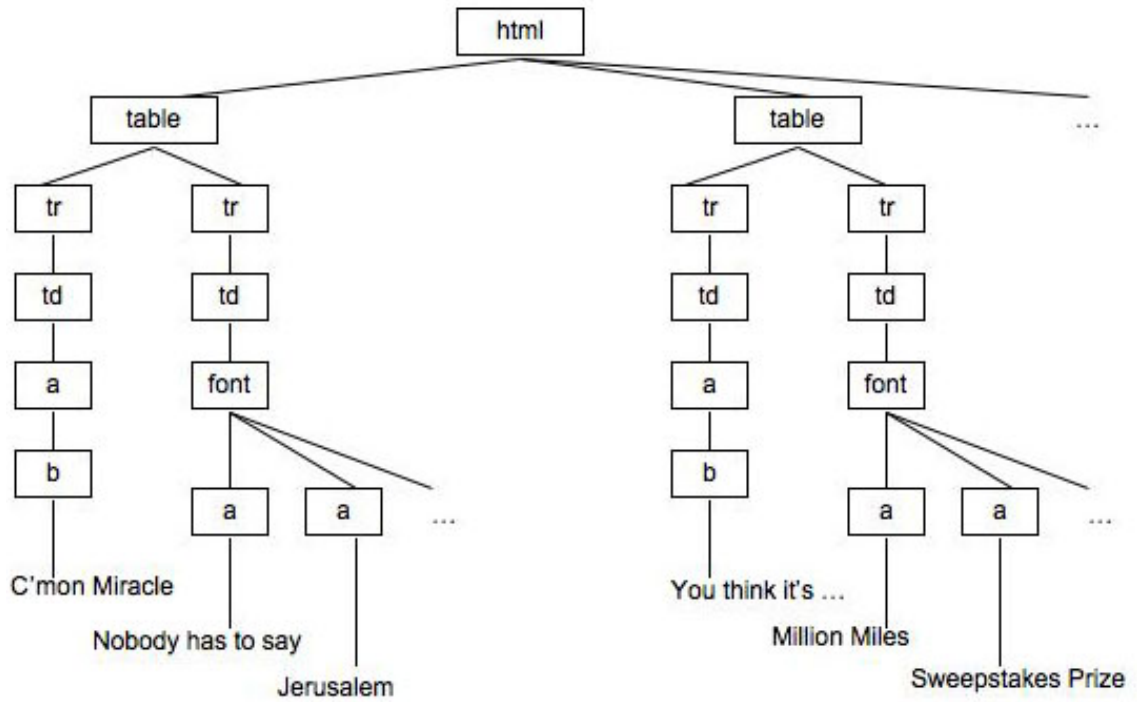 html
table
table
...
tr
tr
tr
tr
td
td
td
td
a
font
a
font
b
b
a
a
...
a
a
...
C'mon Miracle
You think it's ...
Nobody has to say
Million Miles
Jerusalem
Sweepstakes Prize